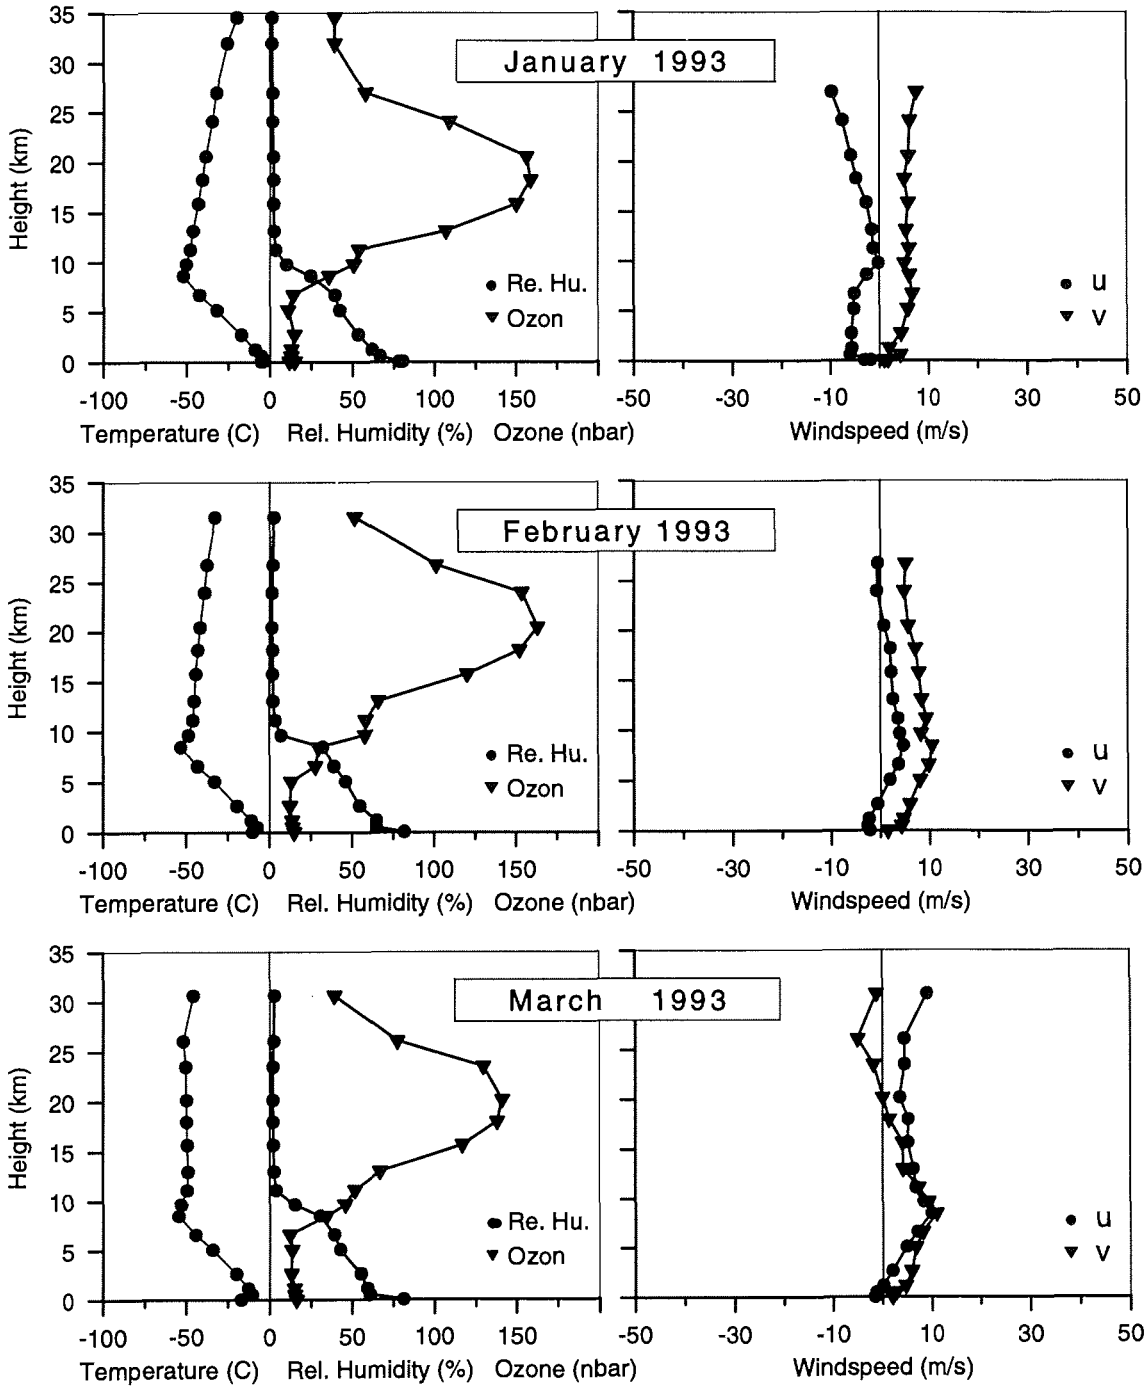 January 1993
35
30
25
20
15
10
5
0
Height (km)
Re. Hu.
Ozon
u
v
-100 -50 0 50 100 150
-50 -30 -10 10 30 50
Temperature (C) Rel. Humidity (%) Ozone (nbar)
Windspeed (m/s)
February 1993
35
30
25
20
15
10
5
0
Height (km)
Re. Hu.
Ozon
u
v
-100 -50 0 50 100 150
-50 -30 -10 10 30 50
Temperature (C) Rel. Humidity (%) Ozone (nbar)
Windspeed (m/s)
March 1993
35
30
25
20
15
10
5
0
Height (km)
Re. Hu.
Ozon
u
v
-100 -50 0 50 100 150
-50 -30 -10 10 30 50
Temperature (C) Rel. Humidity (%) Ozone (nbar)
Windspeed (m/s)